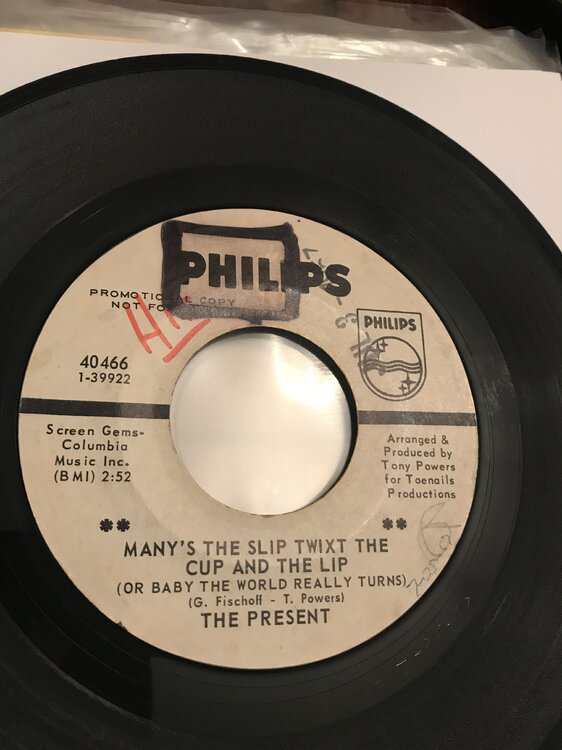 PHILIPS
PROMOTIONAL COPY
NOT FO
PHILIPS
40466
1-39922
Screen Gems-
Columbia
Music Inc.
(BMI) 2:52
Arranged &
Produced by
Tony Powers
for Toenails
Productions
** **
MANY'S THE SLIP TWIXT THE
CUP AND THE LIP
(OR BABY THE WORLD REALLY TURNS)
(G. Fischoff - T. Powers)
THE PRESENT